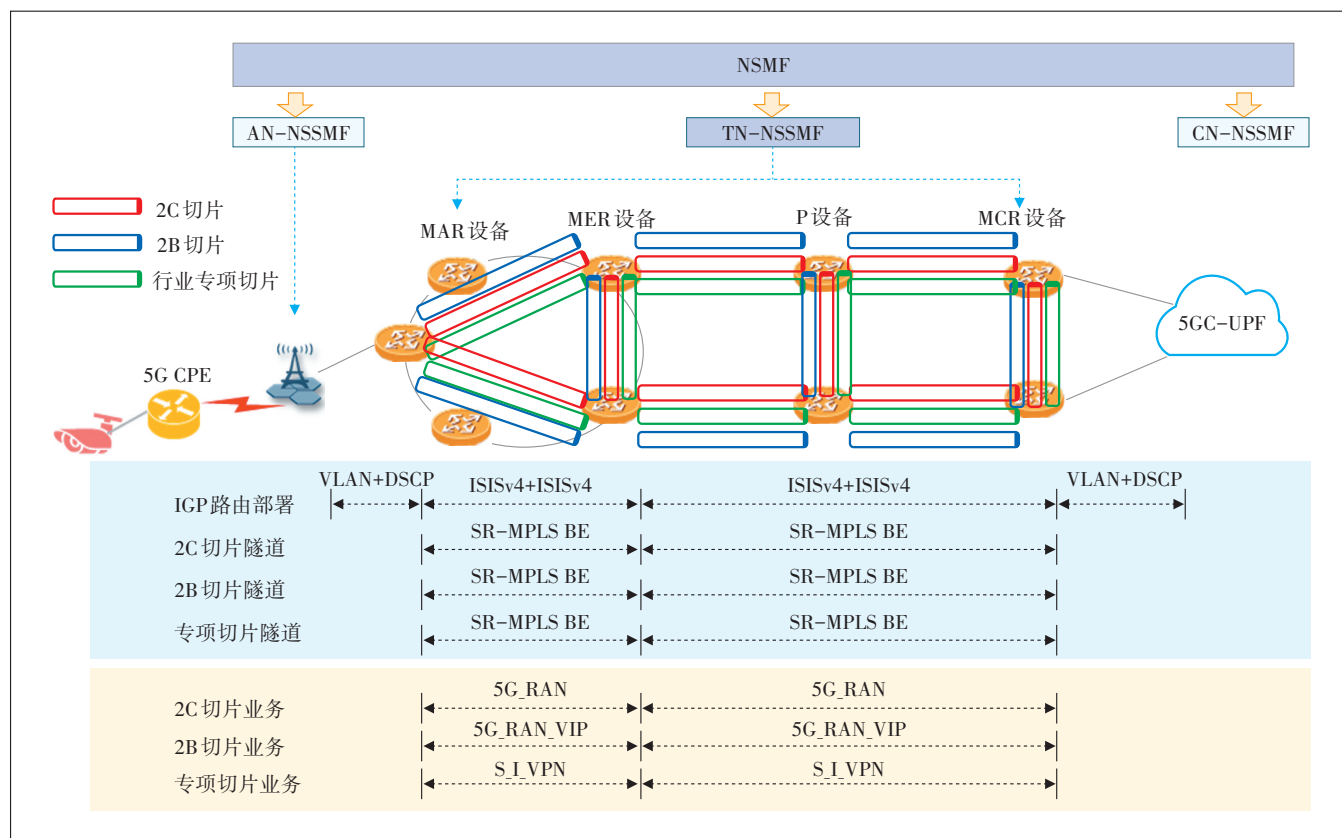 NSMF
AN-NSSMF
TN-NSSMF
CN-NSSMF
2C切片
2B切片
行业专项切片
MAR设备
MER设备
P设备
MCR设备
5GC-UPF
5G CPE
IGP路由部署
VLAN+DSCP
ISISv4+ISISv4
ISISv4+ISISv4
VLAN+DSCP
2C切片隧道
SR-MPLS BE
SR-MPLS BE
2B切片隧道
SR-MPLS BE
SR-MPLS BE
专项切片隧道
SR-MPLS BE
SR-MPLS BE
2C切片业务
5G_RAN
5G_RAN
2B切片业务
5G_RAN_VIP
5G_RAN_VIP
专项切片业务
S_I_VPN
S_I_VPN